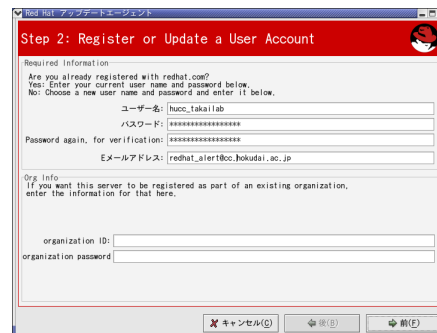 Red Hat アップデートエージェント
Step 2: Register or Update a User Account
Required Information
Are you already registered with redhat.com?
Yes: Enter your current user name and password below,
No: Choose a new user name and password and enter it below,
ユーザー名: hucc_takailab
パスワード: *****************
Password again, for verification: *****************
Eメールアドレス: redhat_alert@cc.hokudai.ac.jp
Org Info
If you want this server to be registered as part of an existing organization,
enter the information for that here,
organization ID:
organization password
キャンセル(C) 後(B) 前(F)